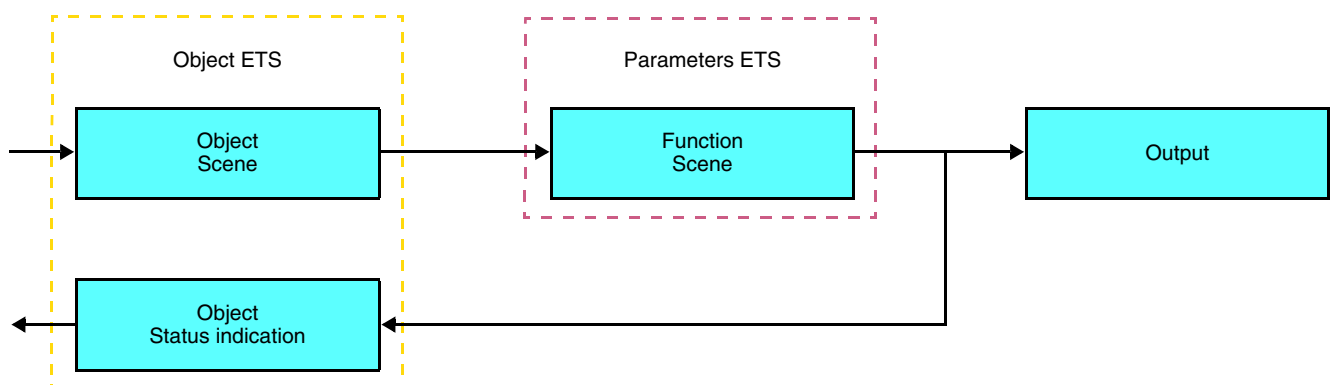 Object ETS
Parameters ETS
Object
Scene
Function
Scene
Output
Object
Status indication